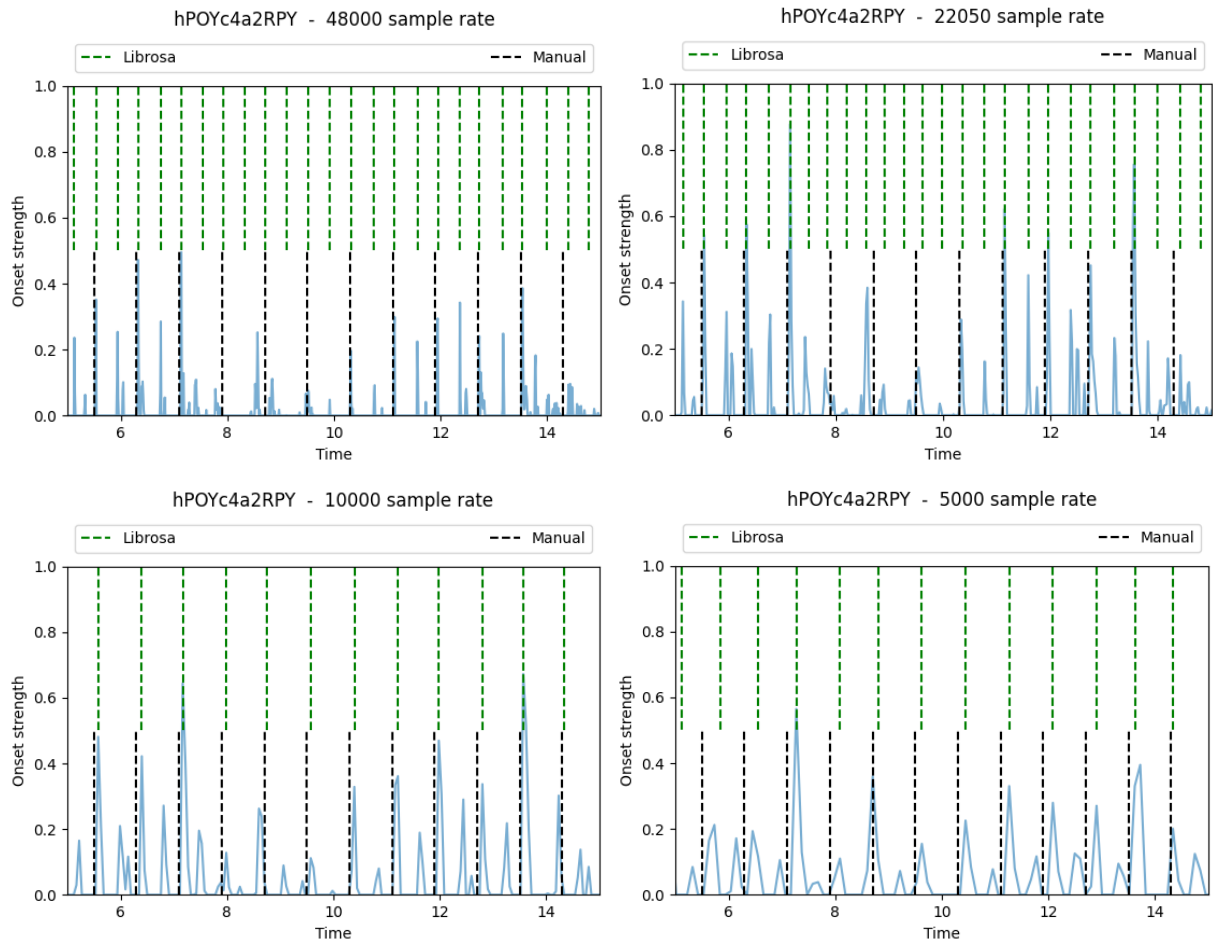 hPOYc4a2RPY  -  48000 sample rate
Librosa
Manual
1.0
0.8
0.6
0.4
0.2
0.0
Onset strength
6
8
10
12
14
Time
hPOYc4a2RPY  -  22050 sample rate
Librosa
Manual
1.0
0.8
0.6
0.4
0.2
0.0
Onset strength
6
8
10
12
14
Time
hPOYc4a2RPY  -  10000 sample rate
Librosa
Manual
1.0
0.8
0.6
0.4
0.2
0.0
Onset strength
6
8
10
12
14
Time
hPOYc4a2RPY  -  5000 sample rate
Librosa
Manual
1.0
0.8
0.6
0.4
0.2
0.0
Onset strength
6
8
10
12
14
Time